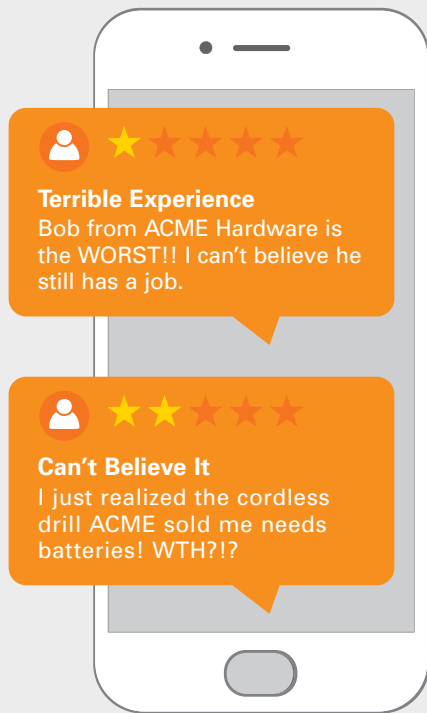 Terrible Experience
Bob from ACME Hardware is
the WORST!! I can’t believe he
still has a job.
Can’t Believe It
I just realized the cordless
drill ACME sold me needs
batteries! WTH?!?